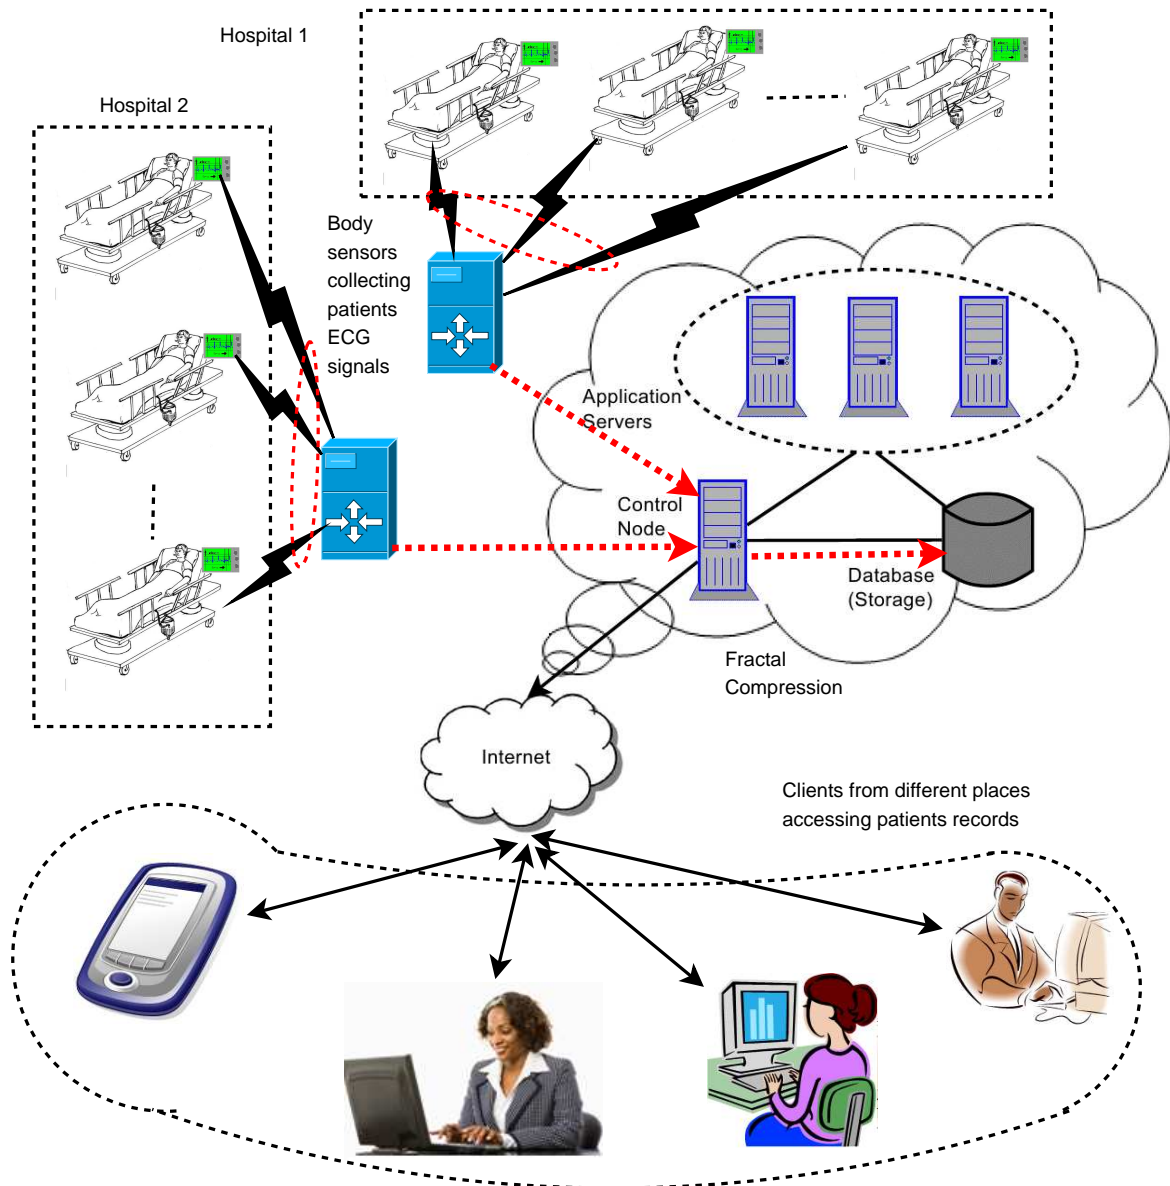 Hospital 1
Hospital 2
Body
sensors
collecting
patients
ECG
signals
Application
Servers
Control
Node
Database
(Storage)
Fractal
Compression
Internet
Clients from different places
accessing patients records